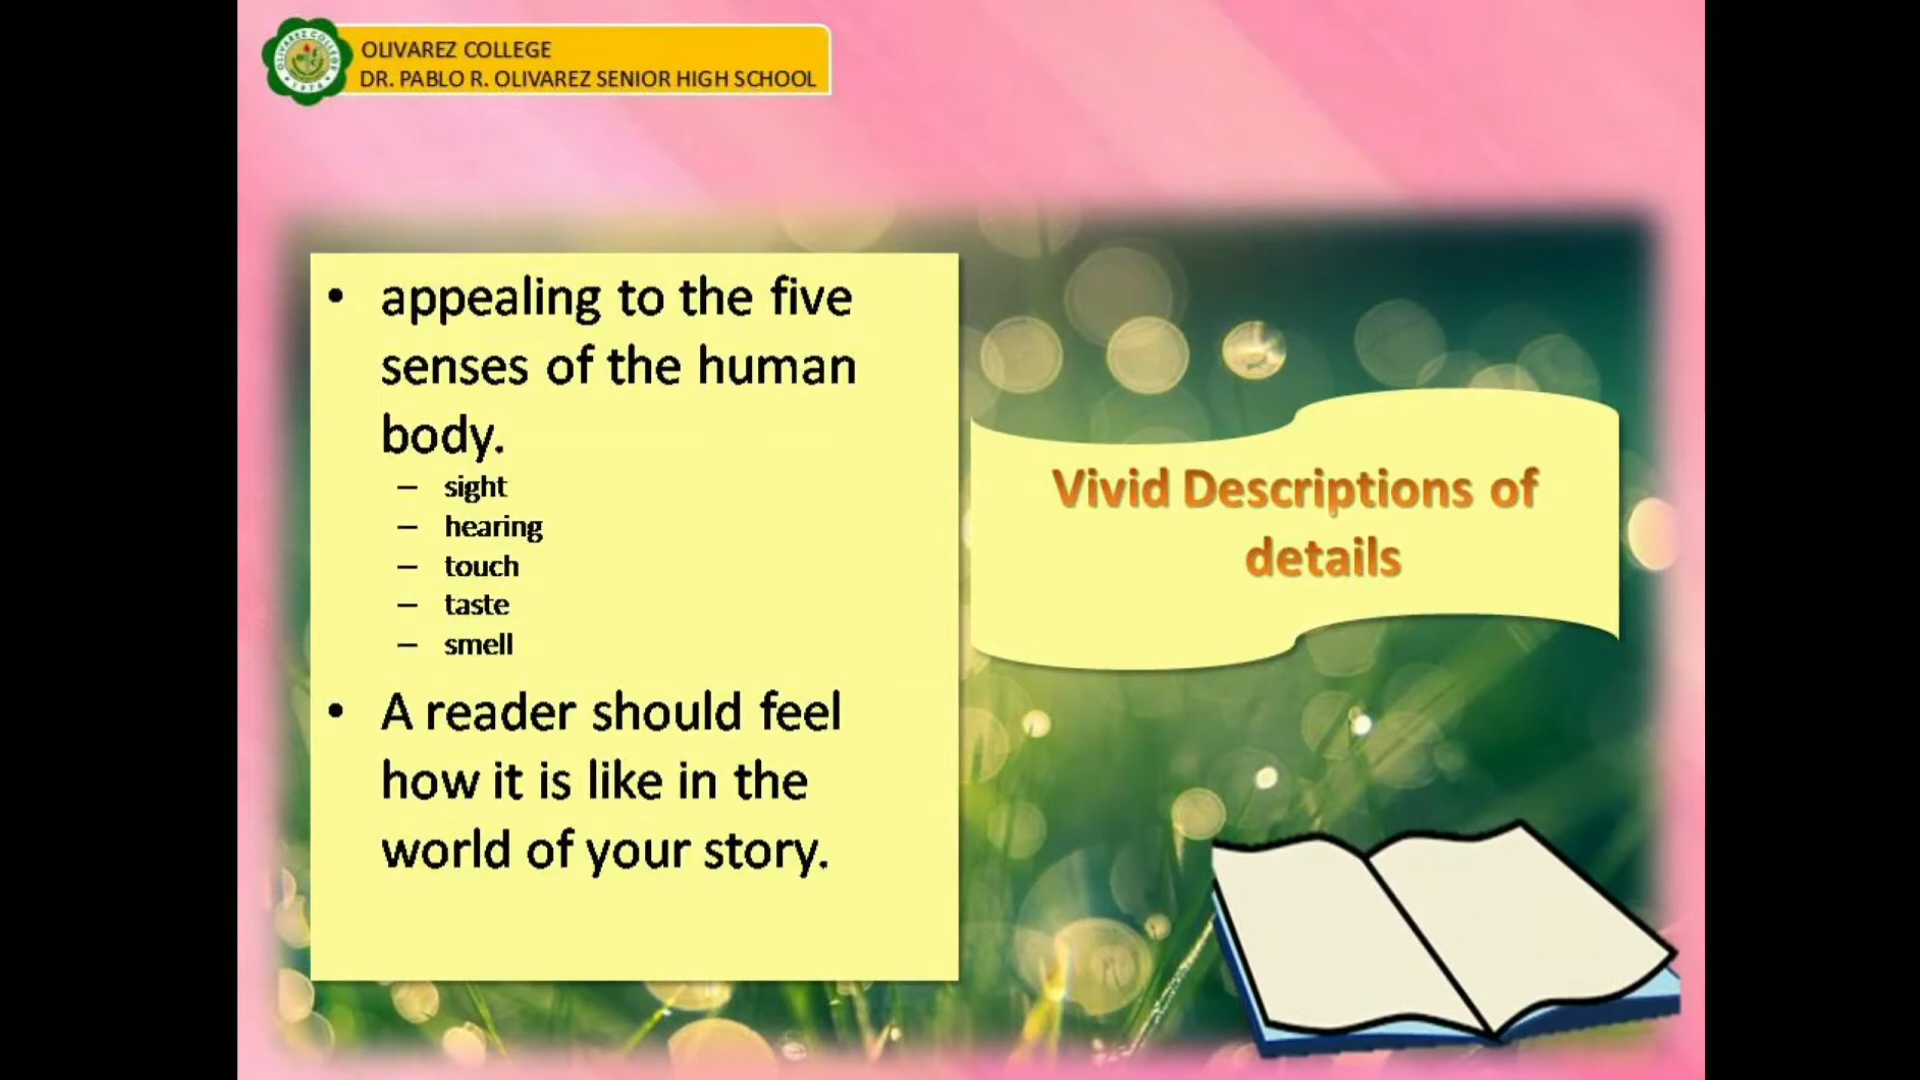 OLIVAREZ COLLEGE
DR. PABLO R. OLIVAREZ SENIOR HIGH SCHOOL
• appealing to the five
senses of the human
body.
– sight
– hearing
– touch
– taste
– smell
• A reader should feel
how it is like in the
world of your story.
Vivid Descriptions of
details